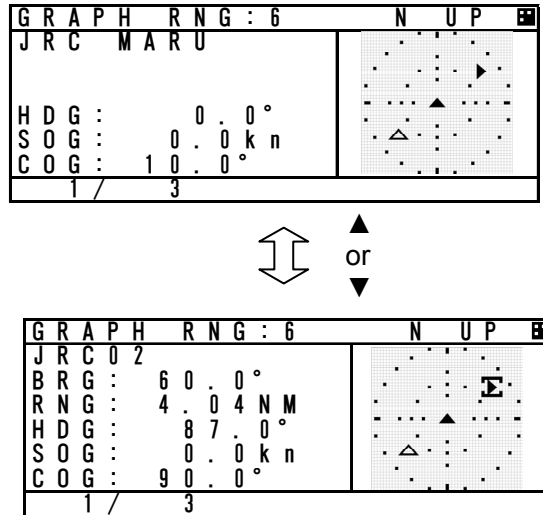 GRAPH RNG:6 N UP
JRC MARU
HDG: 0.0°
SOG: 0.0kn
COG: 10.0°
1/ 3
▲
or
▼
GRAPH RNG:6 N UP
JRC02
BRG: 60.0°
RNG: 4.04NM
HDG: 87.0°
SOG: 0.0kn
COG: 90.0°
1/ 3